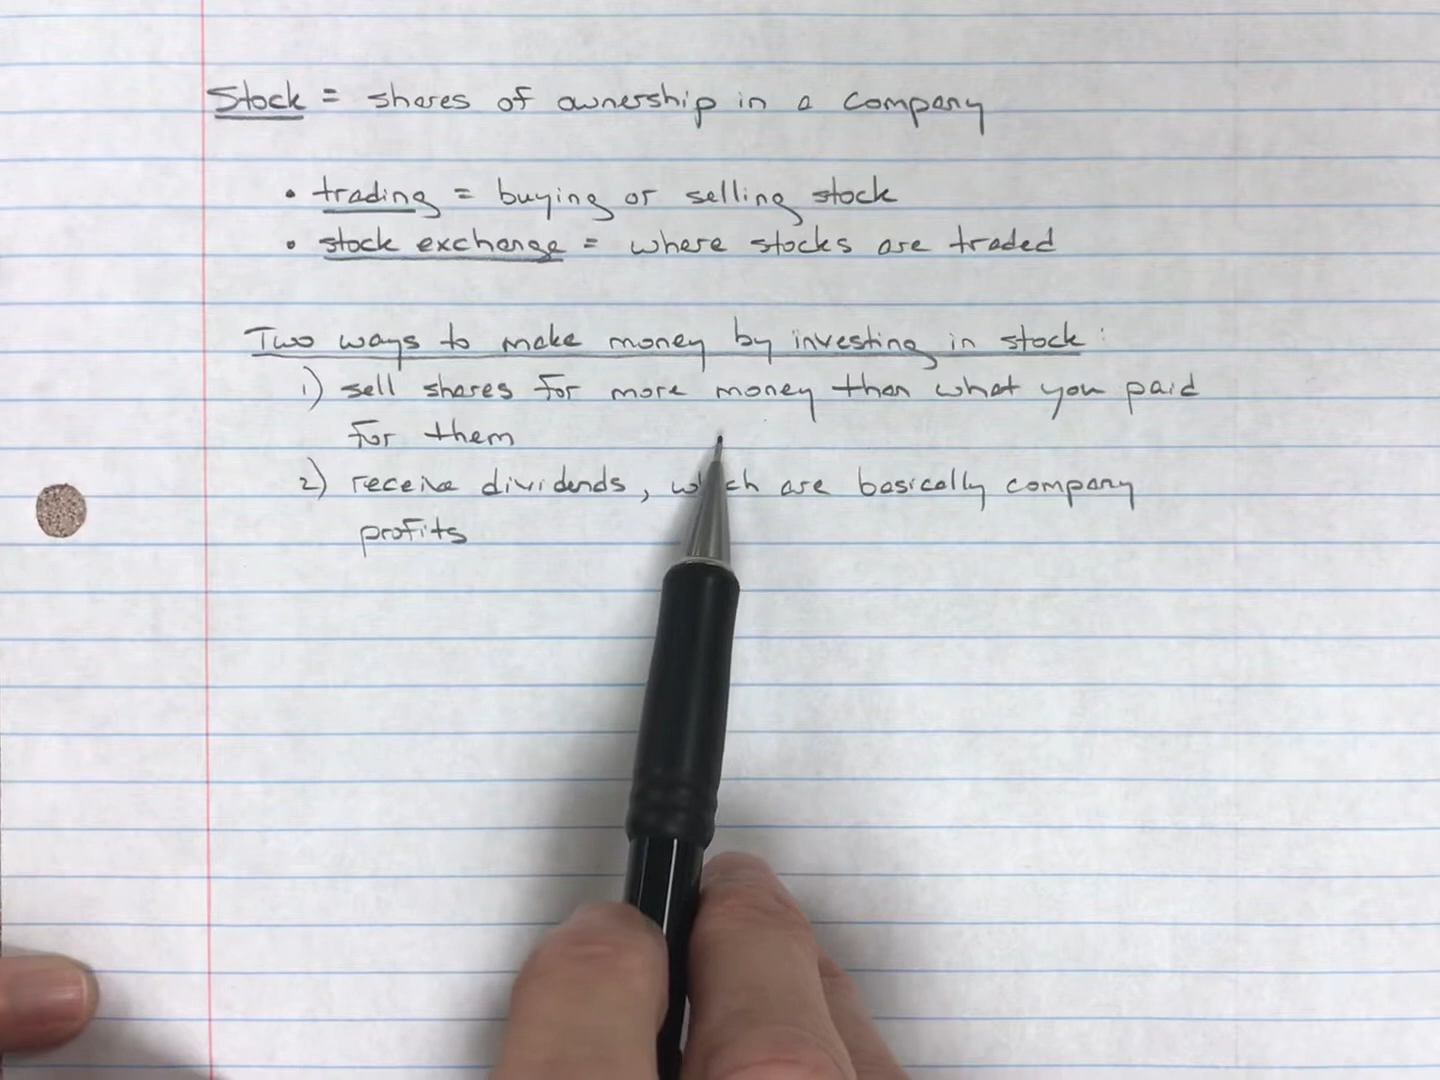 Stock = shares of ownership in a company
• trading = buying or selling stock
• stock exchange = where stocks are traded
Two ways to make money by investing in stock:
1) sell shares for more money than what you paid
for them
2) receive dividends, which are basically company
profits